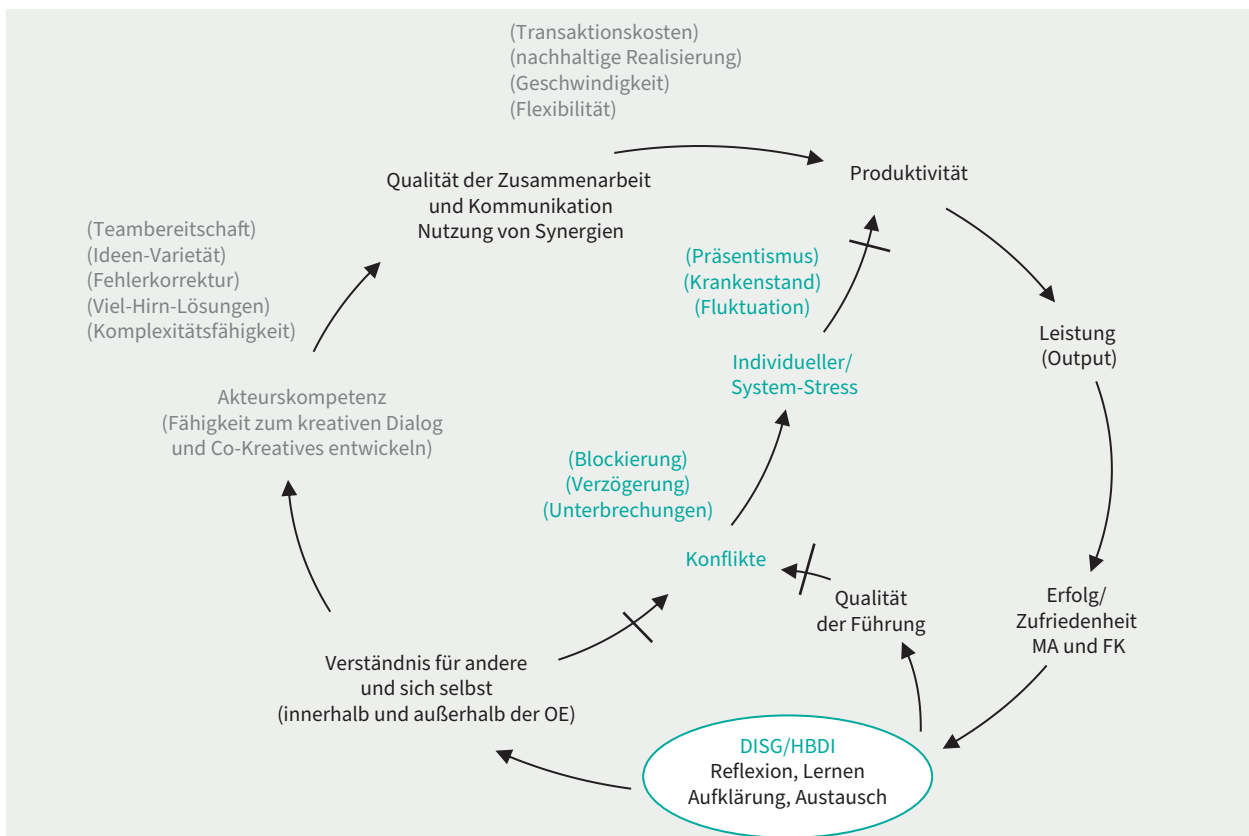 (Transaktionskosten)
(nachhaltige Realisierung)
(Geschwindigkeit)
(Flexibilität)
Qualität der Zusammenarbeit
und Kommunikation
Nutzung von Synergien
Produktivität
(Teambereitschaft)
(Ideen-Varietät)
(Fehlerkorrektur)
(Viel-Hirn-Lösungen)
(Komplexitätsfähigkeit)
(Präsentismus)
(Krankenstand)
(Fluktuation)
Leistung
(Output)
Individueller/
System-Stress
Akteurskompetenz
(Fähigkeit zum kreativen Dialog
und Co-Kreatives entwickeln)
(Blockierung)
(Verzögerung)
(Unterbrechungen)
Konflikte
Qualität
der Führung
Erfolg/
Zufriedenheit
MA und FK
Verständnis für andere
und sich selbst
(innerhalb und außerhalb der OE)
DISG/HBDI
Reflexion, Lernen
Aufklärung, Austausch